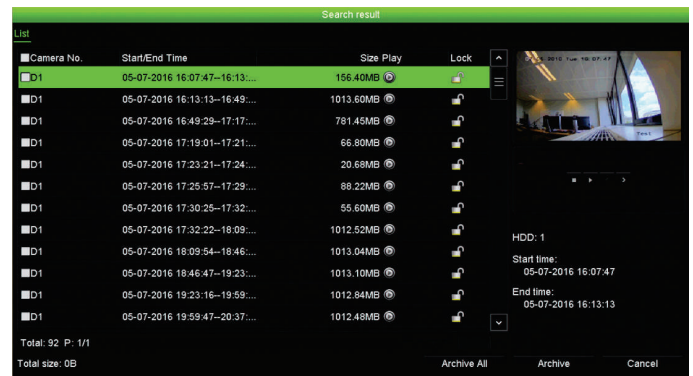 Search result
List
Camera No. Start/End Time Size Play Lock
D1 05-07-2016 16:07:47--16:13:... 156.40MB
D1 05-07-2016 16:13:13--16:49:... 1013.60MB
D1 05-07-2016 16:49:29--17:17:... 781.45MB
D1 05-07-2016 17:19:01--17:21:... 66.80MB
D1 05-07-2016 17:23:21--17:24:... 20.68MB
D1 05-07-2016 17:25:57--17:29:... 88.22MB
D1 05-07-2016 17:30:25--17:32:... 55.60MB
D1 05-07-2016 17:32:22--18:09:... 1012.52MB
D1 05-07-2016 18:09:54--18:46:... 1013.04MB
D1 05-07-2016 18:46:47--19:23:... 1013.10MB
D1 05-07-2016 19:23:16--19:59:... 1012.84MB
D1 05-07-2016 19:59:47--20:37:... 1012.48MB
Total: 92 P: 1/1
Total size: 0B
2016 Tue 16:07:47
Test
HDD: 1
Start time:
05-07-2016 16:07:47
End time:
05-07-2016 16:13:13
Archive All Archive Cancel